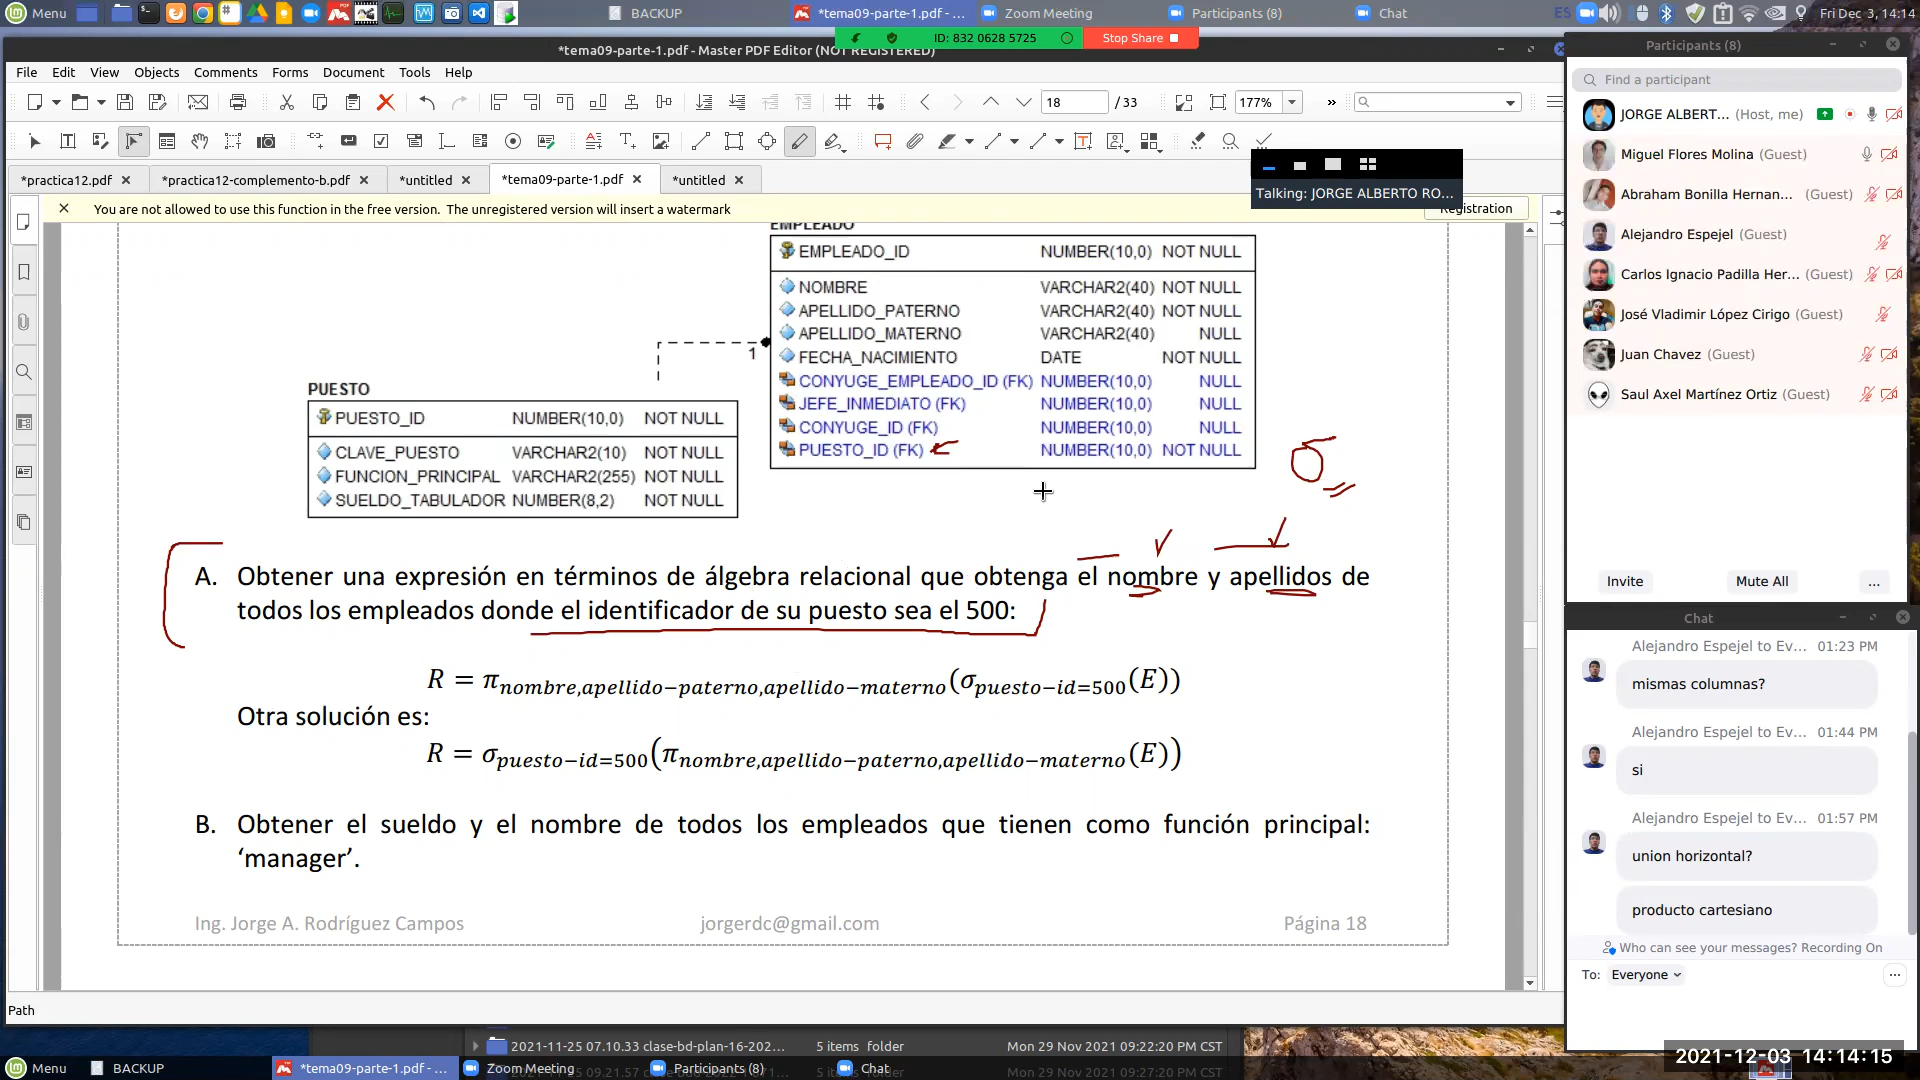 Menu
BACKUP
*tema09-parte-1.pdf - ...
Zoom Meeting
Participants (8)
Chat
ES
Fri Dec 3, 14:14
*tema09-parte-1.pdf - Master PDF Editor (NOT REGISTERED)
ID: 832 0628 5725
Stop Share
File Edit View Objects Comments Forms Document Tools Help
18 / 33
177%
Talking: JORGE ALBERTO RO...
*practica12.pdf
*practica12-complemento-b.pdf
*untitled
*tema09-parte-1.pdf
*untitled
You are not allowed to use this function in the free version. The unregistered version will insert a watermark
Registration
EMPLEADO
EMPLEADO_ID NUMBER(10,0) NOT NULL
NOMBRE VARCHAR2(40) NOT NULL
APELLIDO_PATERNO VARCHAR2(40) NOT NULL
APELLIDO_MATERNO VARCHAR2(40) NULL
FECHA_NACIMIENTO DATE NOT NULL
CONYUGE_EMPLEADO_ID (FK) NUMBER(10,0) NULL
JEFE_INMEDIATO (FK) NUMBER(10,0) NULL
CONYUGE_ID (FK) NUMBER(10,0) NULL
PUESTO_ID (FK) NUMBER(10,0) NOT NULL
1
PUESTO
PUESTO_ID NUMBER(10,0) NOT NULL
CLAVE_PUESTO VARCHAR2(10) NOT NULL
FUNCION_PRINCIPAL VARCHAR2(255) NOT NULL
SUELDO_TABULADOR NUMBER(8,2) NOT NULL
σ
A. Obtener una expresión en términos de álgebra relacional que obtenga el nombre y apellidos de
todos los empleados donde el identificador de su puesto sea el 500:
R = π nombre,apellido−paterno,apellido−materno (σ puesto−id=500 (E))
Otra solución es:
R = σ puesto−id=500 (π nombre,apellido−paterno,apellido−materno (E))
B. Obtener el sueldo y el nombre de todos los empleados que tienen como función principal:
‘manager’.
Ing. Jorge A. Rodríguez Campos jorgerdc@gmail.com Página 18
Path
Participants (8)
Find a participant
JORGE ALBERT... (Host, me)
Miguel Flores Molina (Guest)
Abraham Bonilla Hernan... (Guest)
Alejandro Espejel (Guest)
Carlos Ignacio Padilla Her... (Guest)
José Vladimir López Cirigo (Guest)
Juan Chavez (Guest)
Saul Axel Martínez Ortiz (Guest)
Invite
Mute All
...
Chat
Alejandro Espejel to Ev... 01:23 PM
mismas columnas?
Alejandro Espejel to Ev... 01:44 PM
si
Alejandro Espejel to Ev... 01:57 PM
union horizontal?
producto cartesiano
Who can see your messages? Recording On
To: Everyone
2021-11-25 07.10.33 clase-bd-plan-16-202... 5 items folder Mon 29 Nov 2021 09:22:20 PM CST
Menu
BACKUP
*tema09-parte-1.pdf - ...
Zoom Meeting
Participants (8)
Chat
2021-12-03 14:14:15